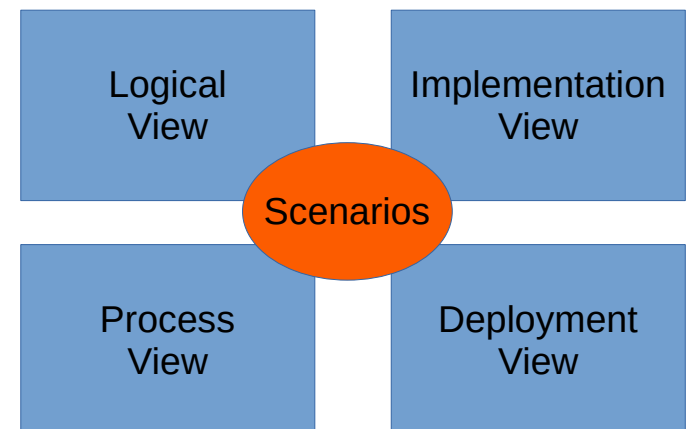 Logical
View
Implementation
View
Scenarios
Process
View
Deployment
View